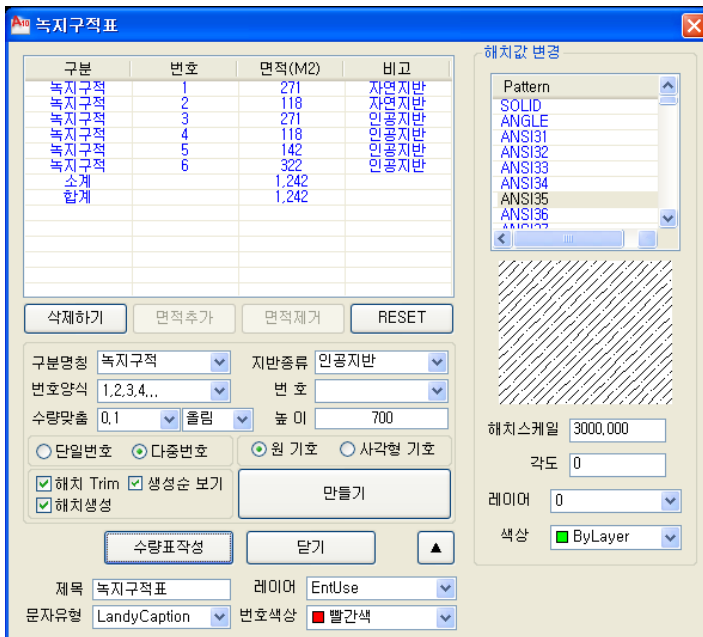 녹지구적표
구분 번호 면적(M2) 비고
녹지구적 1 271 자연지반
녹지구적 2 118 자연지반
녹지구적 3 271 인공지반
녹지구적 4 118 인공지반
녹지구적 5 142 인공지반
녹지구적 6 322 인공지반
소계 1,242
합계 1,242
삭제하기 면적추가 면적제거 RESET
구분명칭 녹지구적 지반종류 인공지반
번호양식 1,2,3,4,,, 번 호
수량맞춤 0,1 올림 높 이 700
단일번호 다중번호 원 기호 사각형 기호
해치 Trim 생성순 보기
해치생성
만들기
수량표작성 닫기 ▲
제목 녹지구적표 레이어 EntUse
문자유형 LandyCaption 번호색상 빨간색
해치값 변경
Pattern
SOLID
ANGLE
ANSI31
ANSI32
ANSI33
ANSI34
ANSI35
ANSI36
ANSI37
해치스케일 3000,000
각도 0
레이어 0
색상 ByLayer